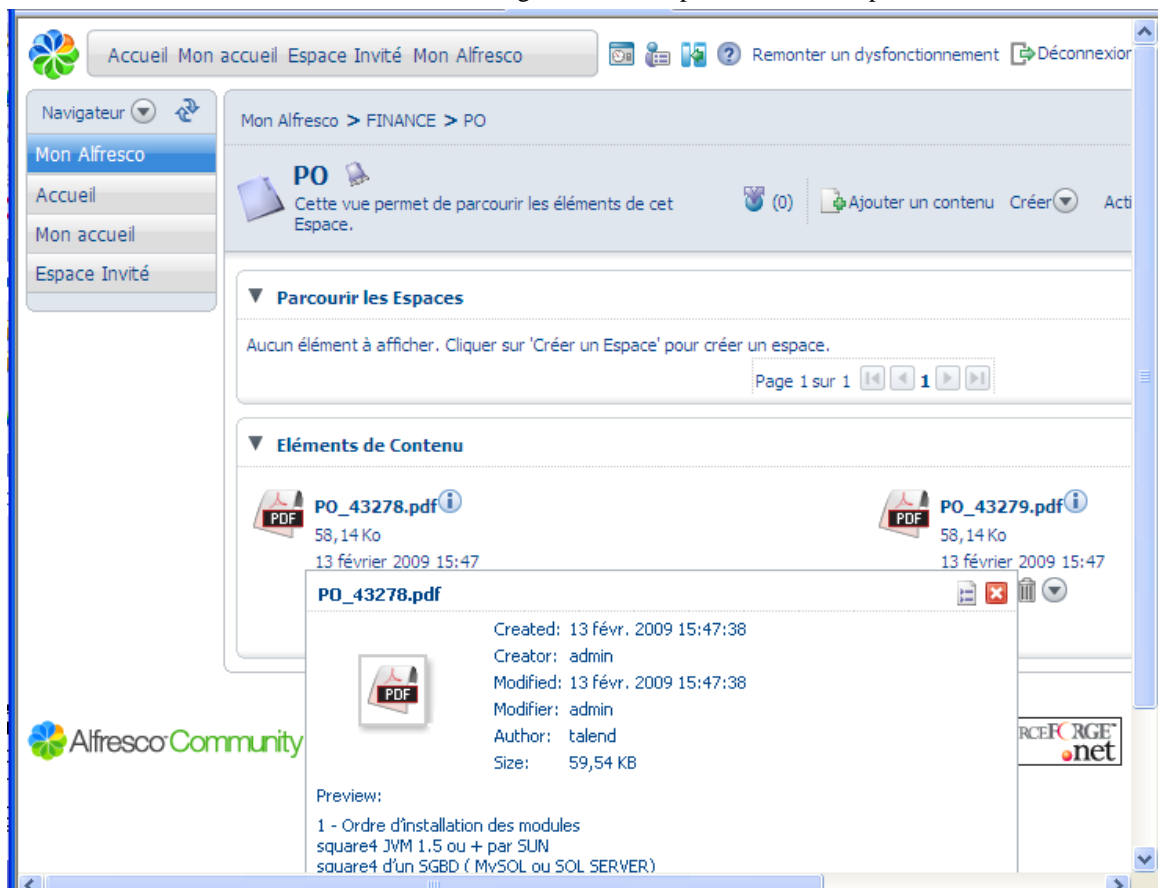 Accueil Mon accueil Espace Invité Mon Alfresco
Remonter un dysfonctionnement Déconnexion
Navigateur
Mon Alfresco
Accueil
Mon accueil
Espace Invité
Mon Alfresco > FINANCE > PO
PO
Cette vue permet de parcourir les éléments de cet
Espace.
(0) Ajouter un contenu Créer Acti
Parcourir les Espaces
Aucun élément à afficher. Cliquer sur 'Créer un Espace' pour créer un espace.
Page 1 sur 1 1
Eléments de Contenu
PO_43278.pdf
58,14 Ko
13 février 2009 15:47
PO_43279.pdf
58,14 Ko
13 février 2009 15:47
PO_43278.pdf
Created: 13 févr. 2009 15:47:38
Creator: admin
Modified: 13 févr. 2009 15:47:38
Modifier: admin
Author: talend
Size: 59,54 KB
Preview:
1 - Ordre d'installation des modules
square4 JVM 1.5 ou + par SUN
square4 d'un SGBD ( MySQL ou SQL SERVER)
PDF
PDF
PDF
Alfresco Community
RCEFORGE
.net